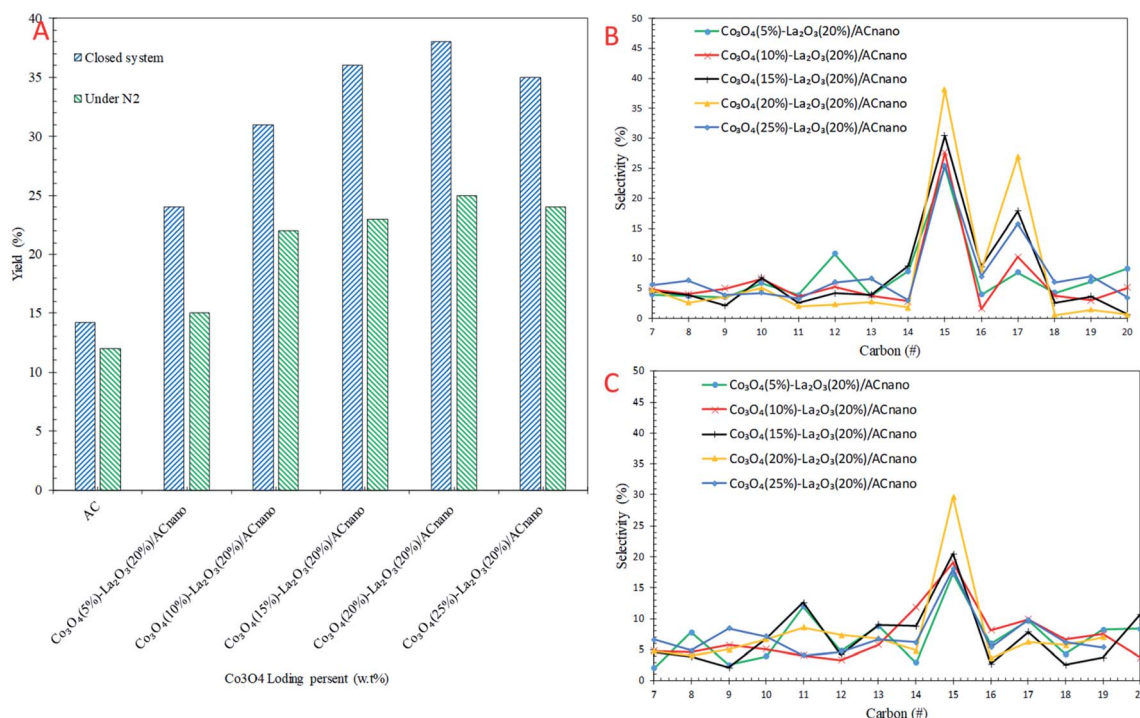 A
40
35
30
25
20
15
10
5
0
Yield (%)
Closed system
Under N2
AC
Co₃O₄(5%)-La₂O₃(20%)/ACnano
Co₃O₄(10%)-La₂O₃(20%)/ACnano
Co₃O₄(15%)-La₂O₃(20%)/ACnano
Co₃O₄(20%)-La₂O₃(20%)/ACnano
Co₃O₄(25%)-La₂O₃(20%)/ACnano
Co3O4 Loding persent (w.t%)
B
50
45
40
35
30
25
20
15
10
5
0
Selectivity (%)
Co₃O₄(5%)-La₂O₃(20%)/ACnano
Co₃O₄(10%)-La₂O₃(20%)/ACnano
Co₃O₄(15%)-La₂O₃(20%)/ACnano
Co₃O₄(20%)-La₂O₃(20%)/ACnano
Co₃O₄(25%)-La₂O₃(20%)/ACnano
7 8 9 10 11 12 13 14 15 16 17 18 19 20
Carbon (#)
C
50
45
40
35
30
25
20
15
10
5
0
Selectivity (%)
Co₃O₄(5%)-La₂O₃(20%)/ACnano
Co₃O₄(10%)-La₂O₃(20%)/ACnano
Co₃O₄(15%)-La₂O₃(20%)/ACnano
Co₃O₄(20%)-La₂O₃(20%)/ACnano
Co₃O₄(25%)-La₂O₃(20%)/ACnano
7 8 9 10 11 12 13 14 15 16 17 18 19
Carbon (#)